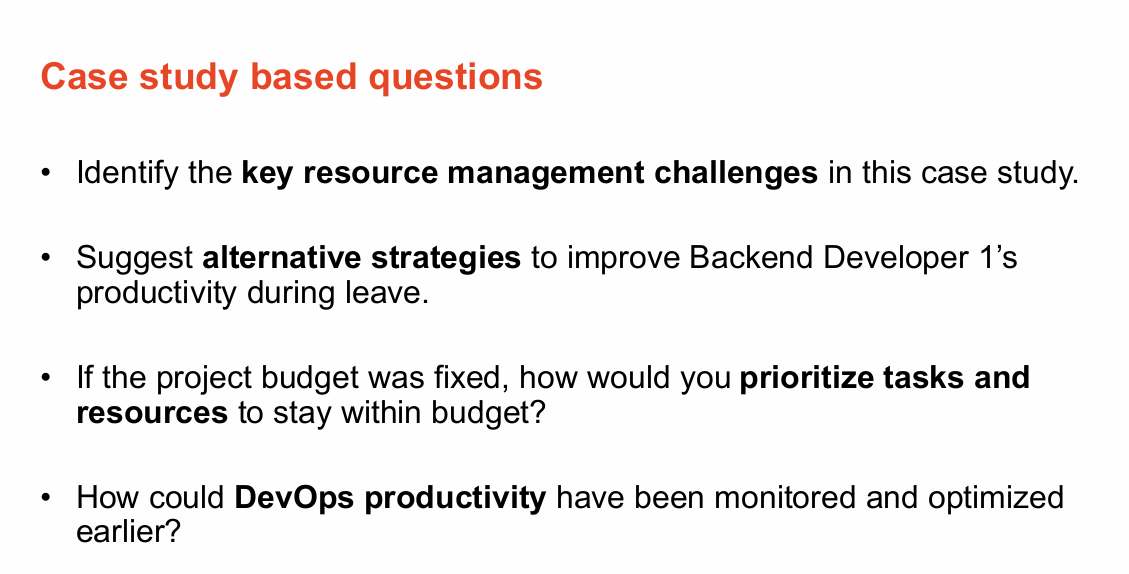 Case study based questions
• Identify the key resource management challenges in this case study.
• Suggest alternative strategies to improve Backend Developer 1’s
productivity during leave.
• If the project budget was fixed, how would you prioritize tasks and
resources to stay within budget?
• How could DevOps productivity have been monitored and optimized
earlier?